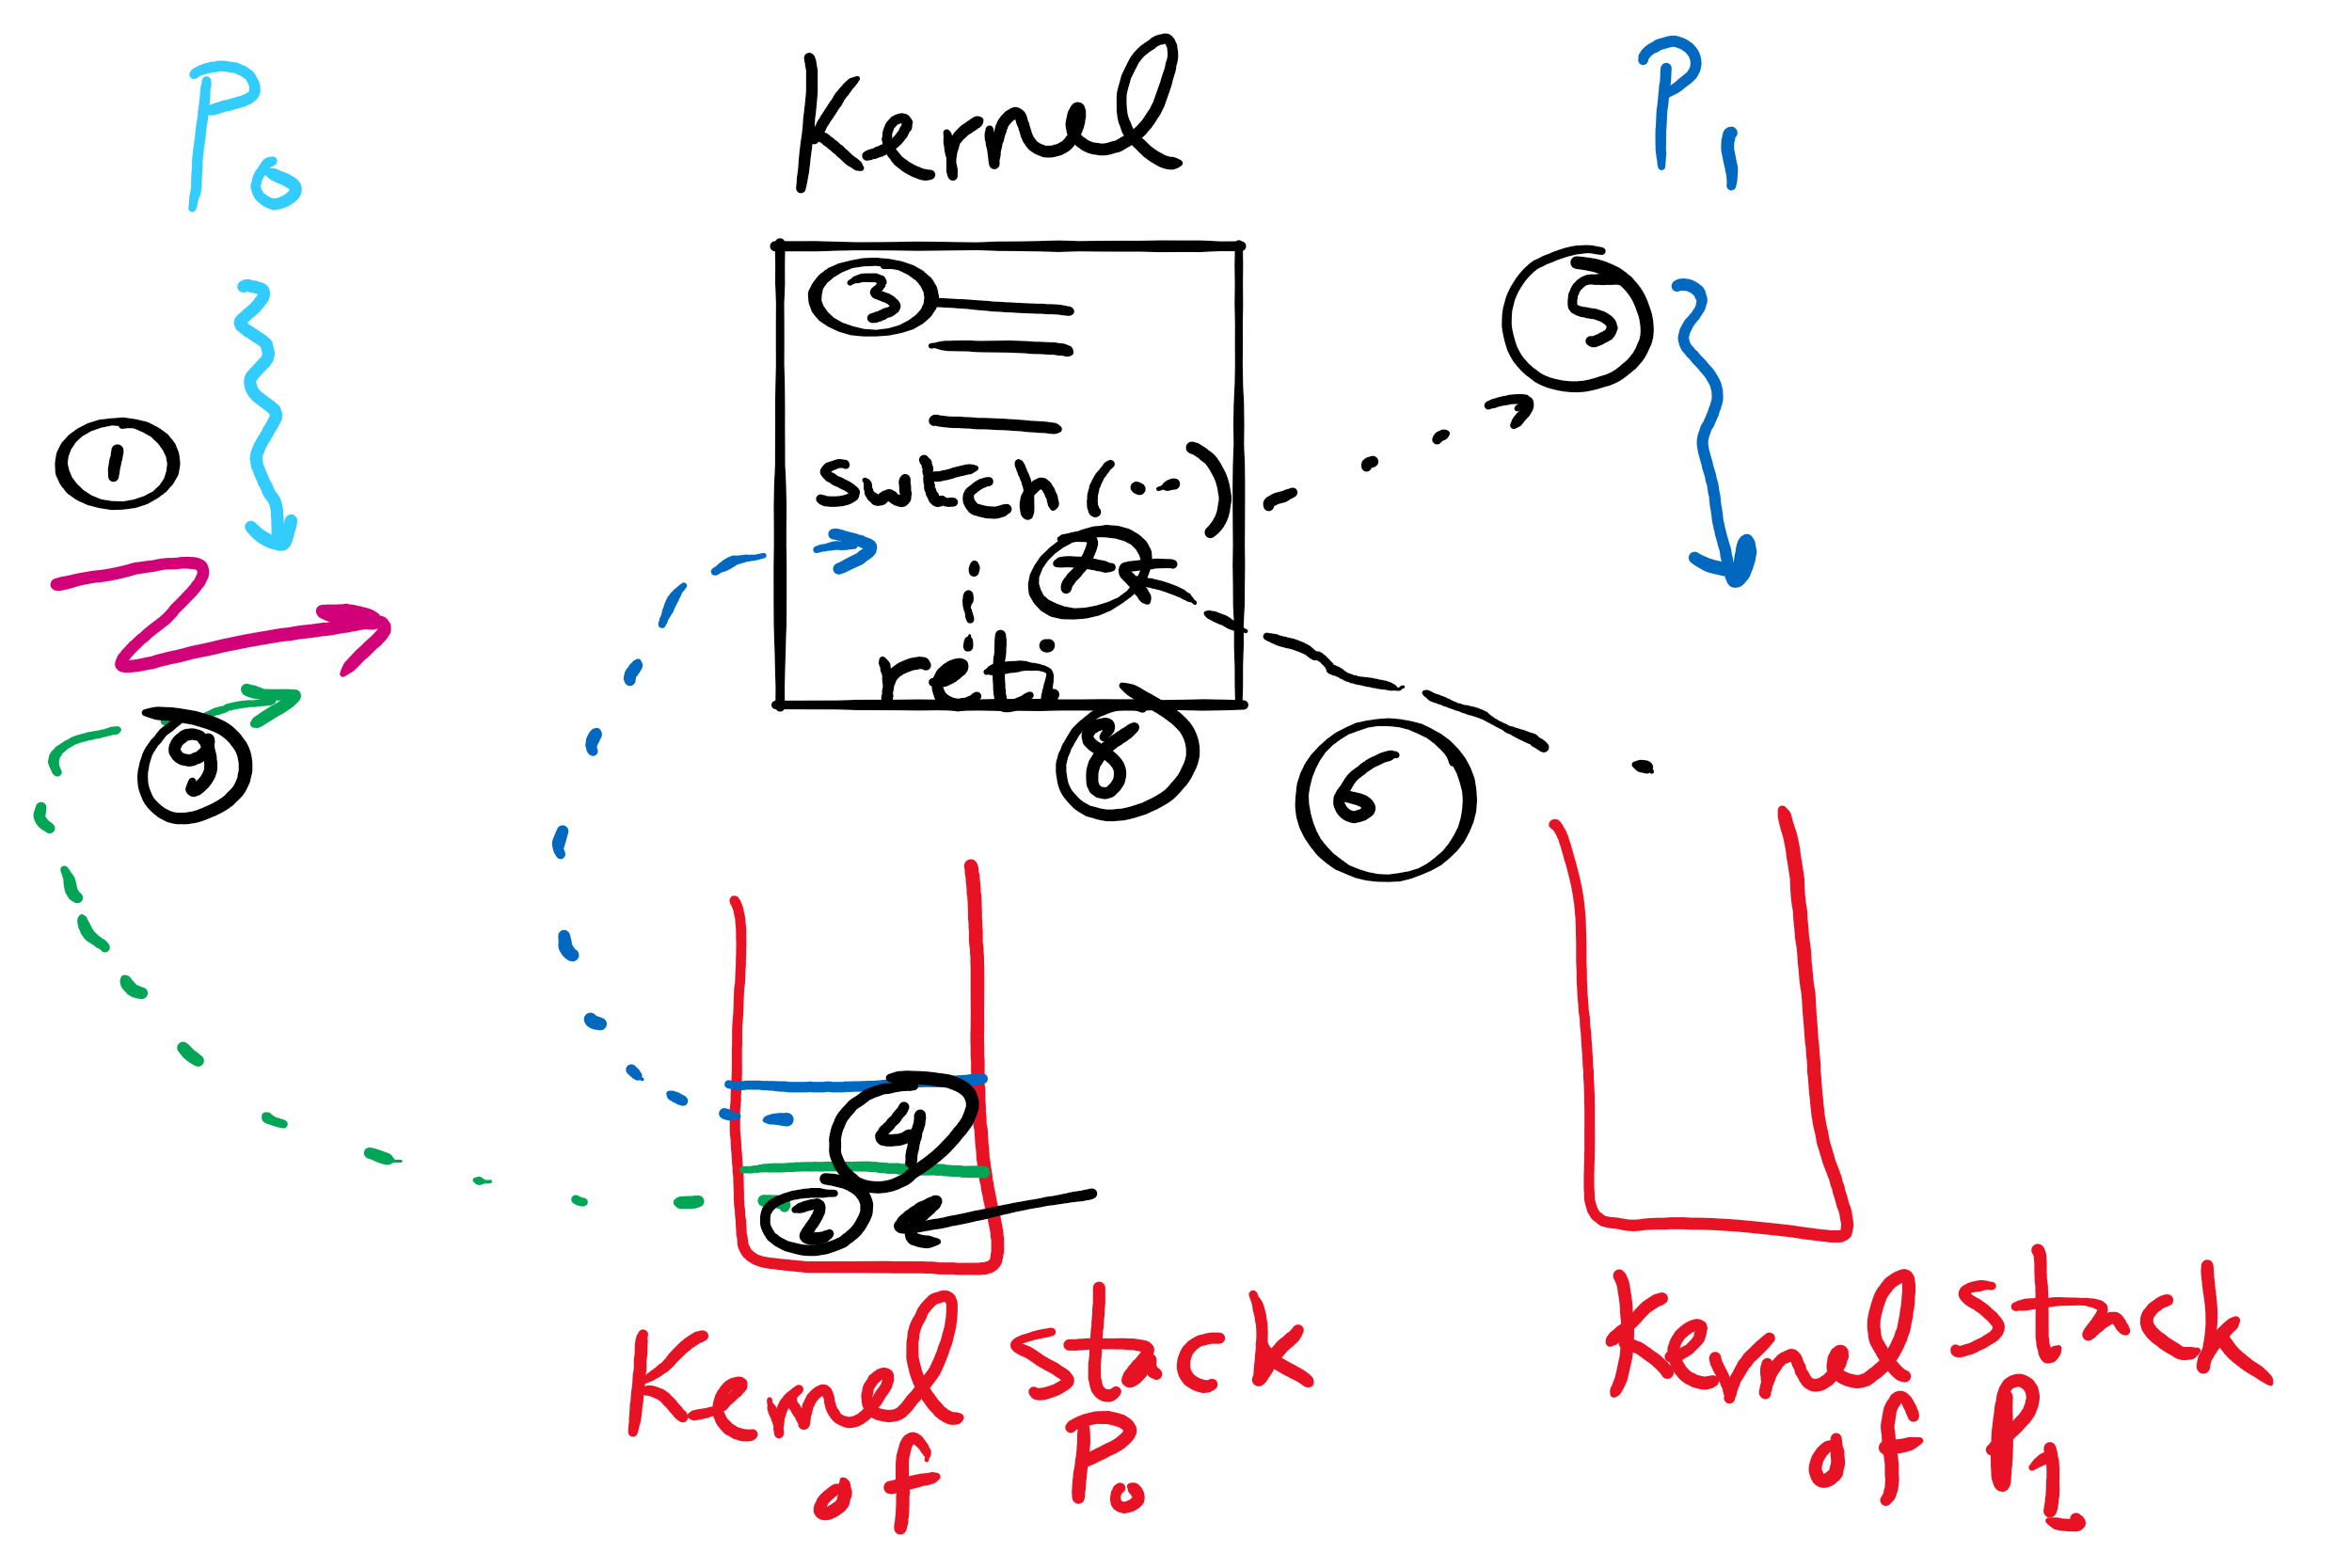 P0
Kernel
P1
3
5
1
switch(..)
7
reti
9
8
6
4
2
Kernel stack
of P0
Kernel stack
of P1